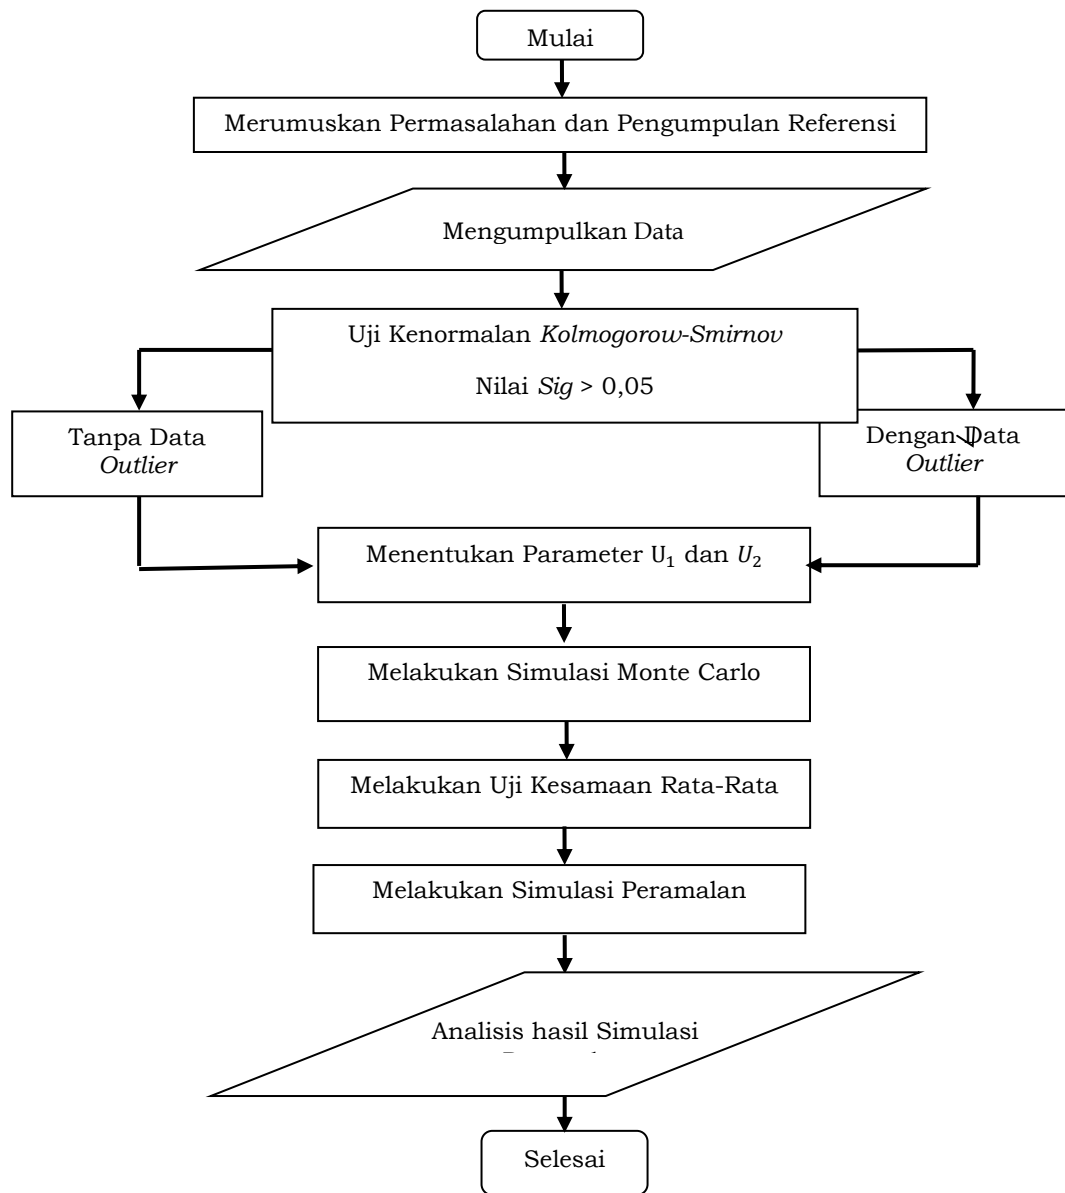 Mulai
Merumuskan Permasalahan dan Pengumpulan Referensi
Mengumpulkan Data
Uji Kenormalan Kolmogorow-Smirnov
Nilai Sig > 0,05
Tanpa Data
Outlier
Dengan Data
Outlier
Menentukan Parameter U₁ dan U₂
Melakukan Simulasi Monte Carlo
Melakukan Uji Kesamaan Rata-Rata
Melakukan Simulasi Peramalan
Analisis hasil Simulasi
Selesai